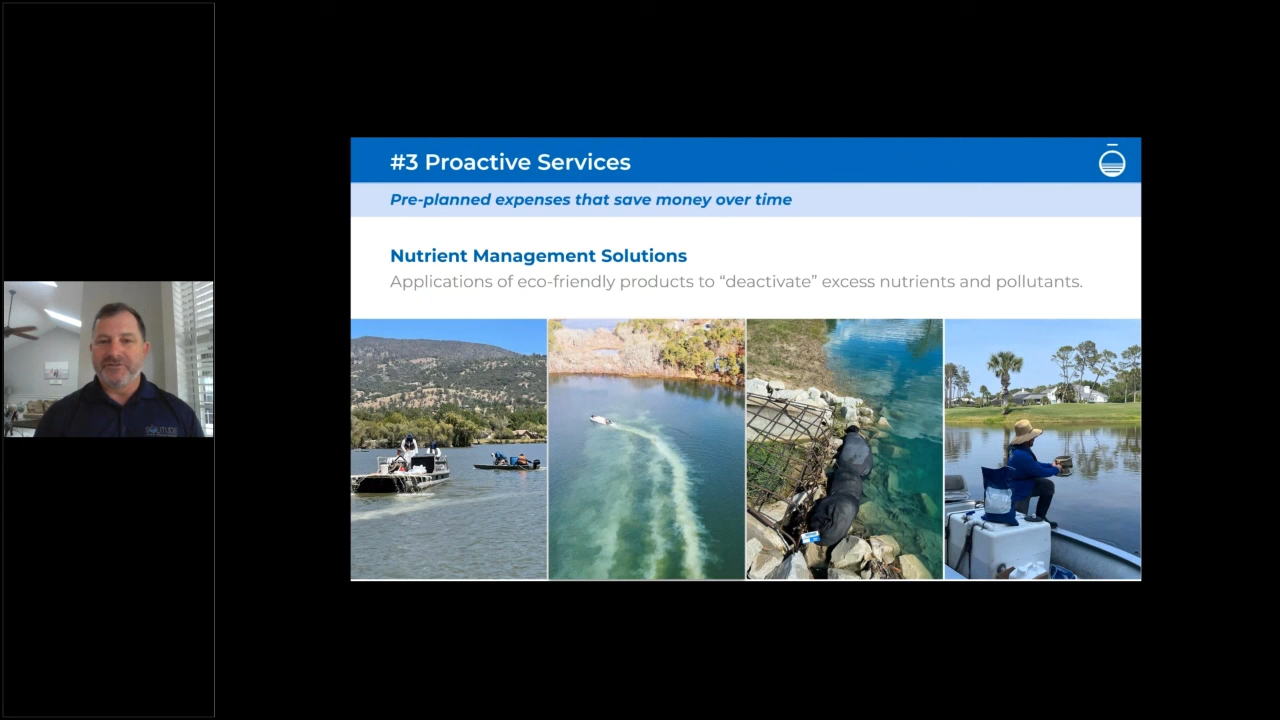 #3 Proactive Services
Pre-planned expenses that save money over time
Nutrient Management Solutions
Applications of eco-friendly products to “deactivate” excess nutrients and pollutants.
SOLITUDE